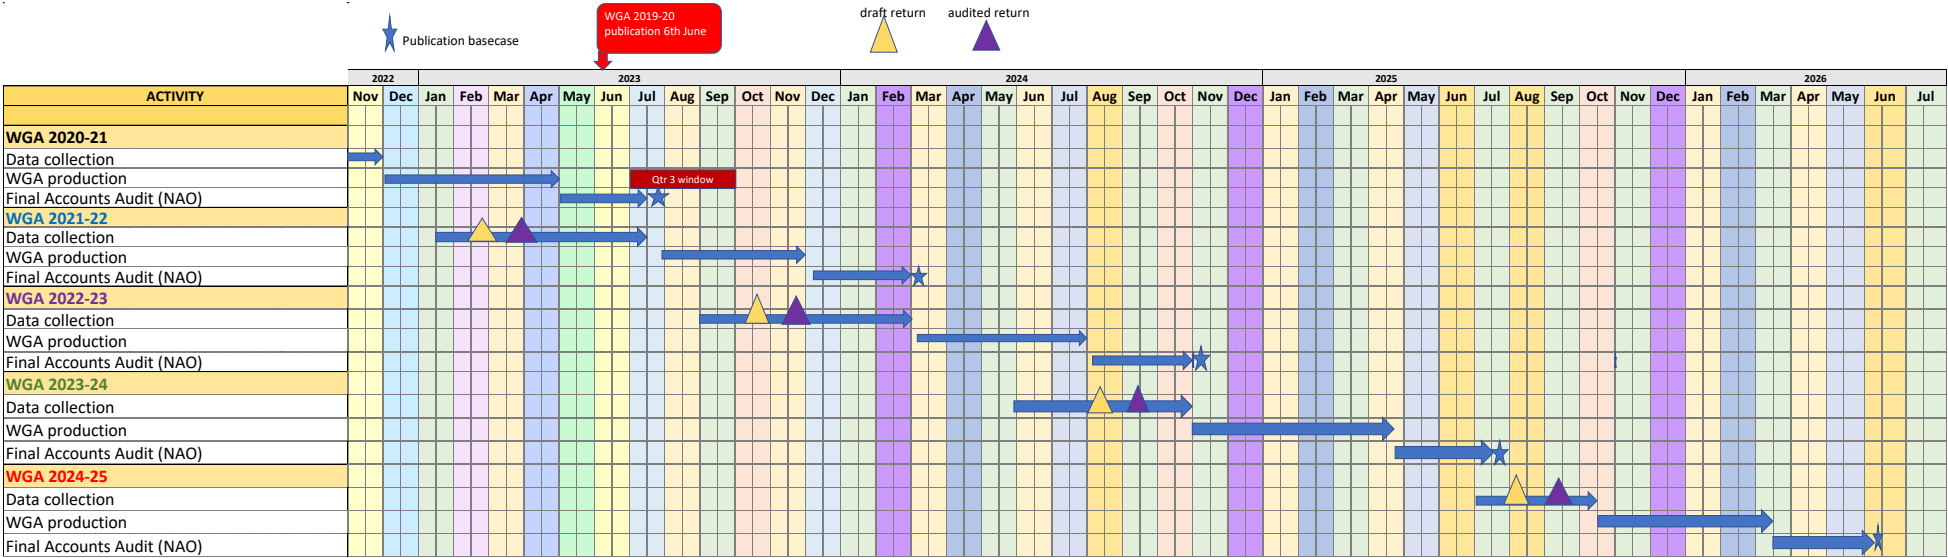 WGA 2019-20
publication 6th June
draft return
audited return
Publication basecase
2022 2023 2024 2025 2026
ACTIVITY Nov Dec Jan Feb Mar Apr May Jun Jul Aug Sep Oct Nov Dec Jan Feb Mar Apr May Jun Jul Aug Sep Oct Nov Dec Jan Feb Mar Apr May Jun Jul Aug Sep Oct Nov Dec Jan Feb Mar Apr May Jun Jul
WGA 2020-21
Data collection
WGA production
Qtr 3 window
Final Accounts Audit (NAO)
WGA 2021-22
Data collection
WGA production
Final Accounts Audit (NAO)
WGA 2022-23
Data collection
WGA production
Final Accounts Audit (NAO)
WGA 2023-24
Data collection
WGA production
Final Accounts Audit (NAO)
WGA 2024-25
Data collection
WGA production
Final Accounts Audit (NAO)